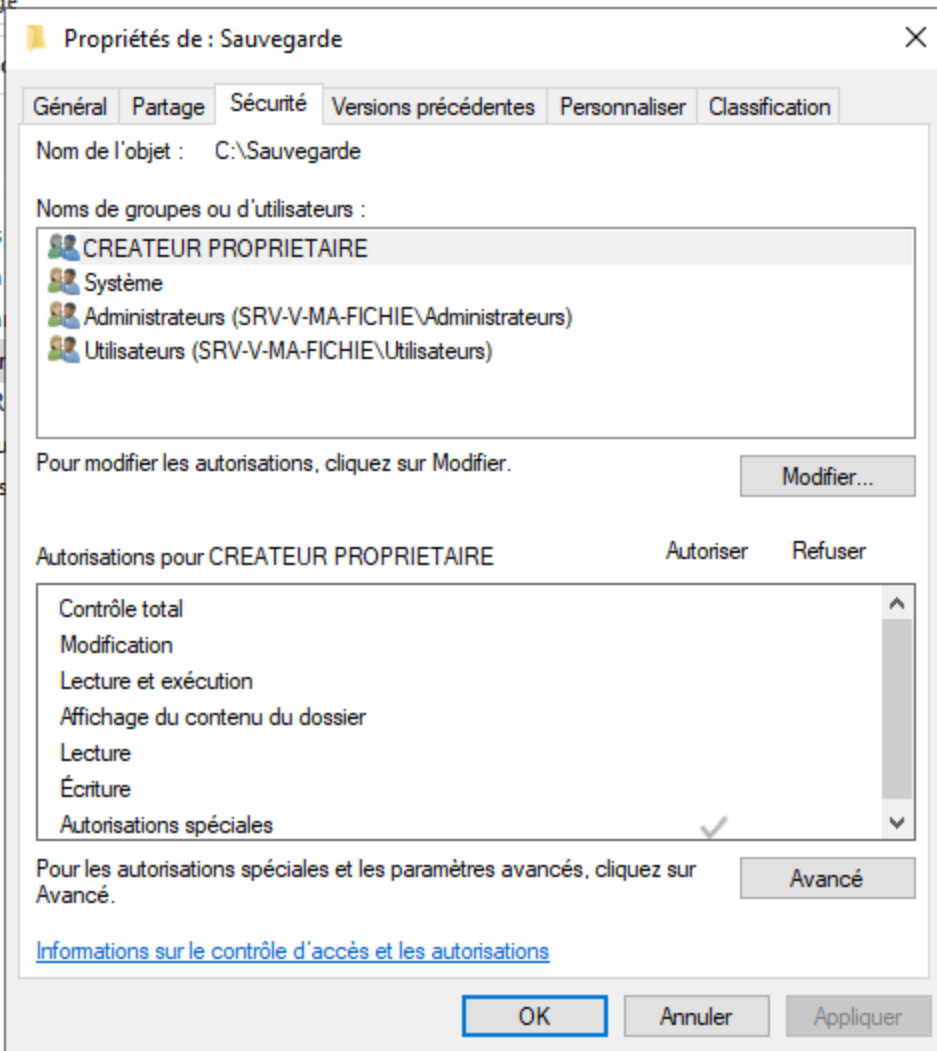 Propriétés de : Sauvegarde
Général Partage Sécurité Versions précédentes Personnaliser Classification
Nom de l'objet : C:\Sauvegarde
Noms de groupes ou d'utilisateurs :
CREATEUR PROPRIETAIRE
Système
Administrateurs (SRV-V-MA-FICHIE\Administrateurs)
Utilisateurs (SRV-V-MA-FICHIE\Utilisateurs)
Pour modifier les autorisations, cliquez sur Modifier.
Modifier...
Autorisations pour CREATEUR PROPRIETAIRE Autoriser Refuser
Contrôle total
Modification
Lecture et exécution
Affichage du contenu du dossier
Lecture
Écriture
Autorisations spéciales
Pour les autorisations spéciales et les paramètres avancés, cliquez sur
Avancé.
Avancé
Informations sur le contrôle d'accès et les autorisations
OK Annuler Appliquer